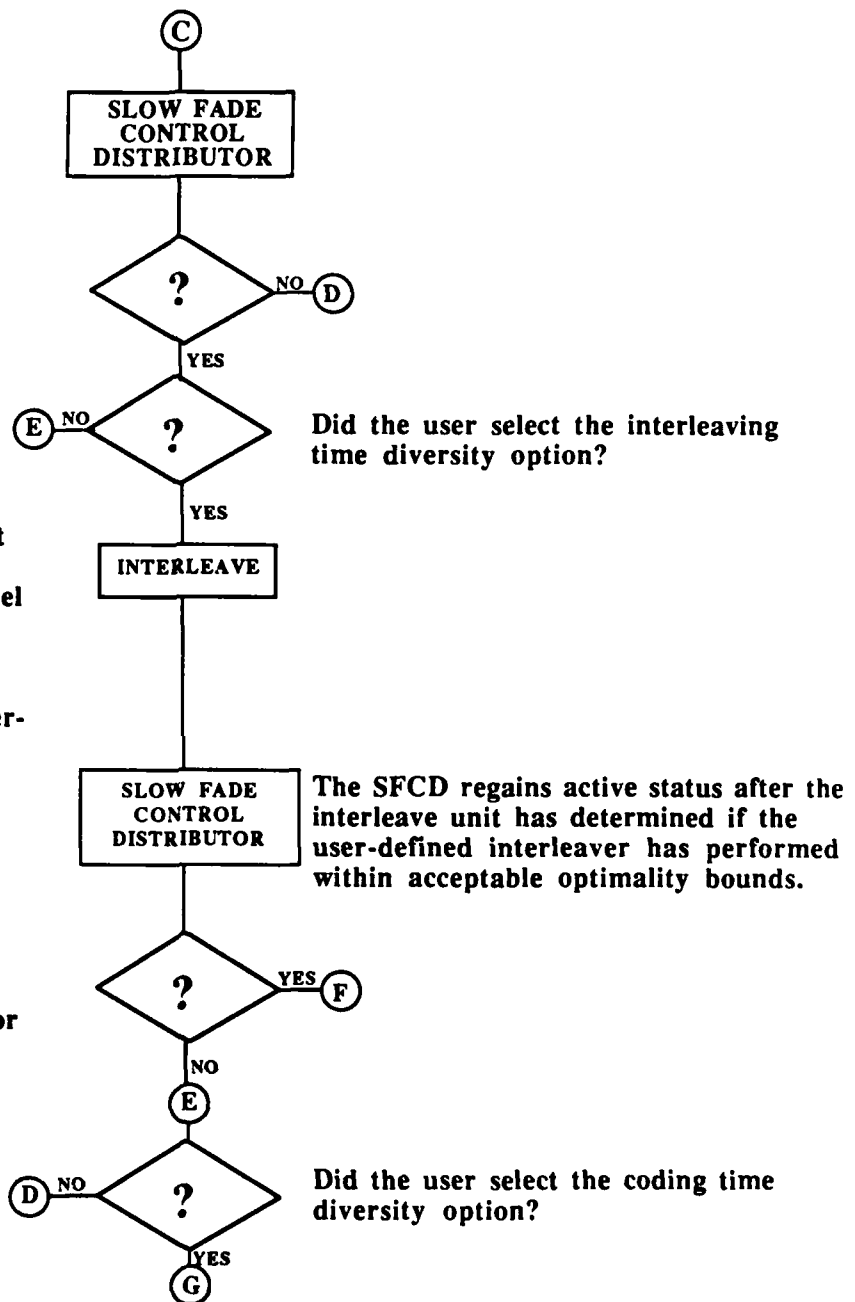 C
SLOW FADE
CONTROL
DISTRIBUTOR
?
NO
D
YES
E
NO
?
Did the user select the interleaving
time diversity option?
YES
t
INTERLEAVE
el
er-
SLOW FADE
CONTROL
DISTRIBUTOR
The SFCD regains active status after the
interleave unit has determined if the
user-defined interleaver has performed
within acceptable optimality bounds.
?
YES
F
or
NO
E
D
NO
?
Did the user select the coding time
diversity option?
YES
G